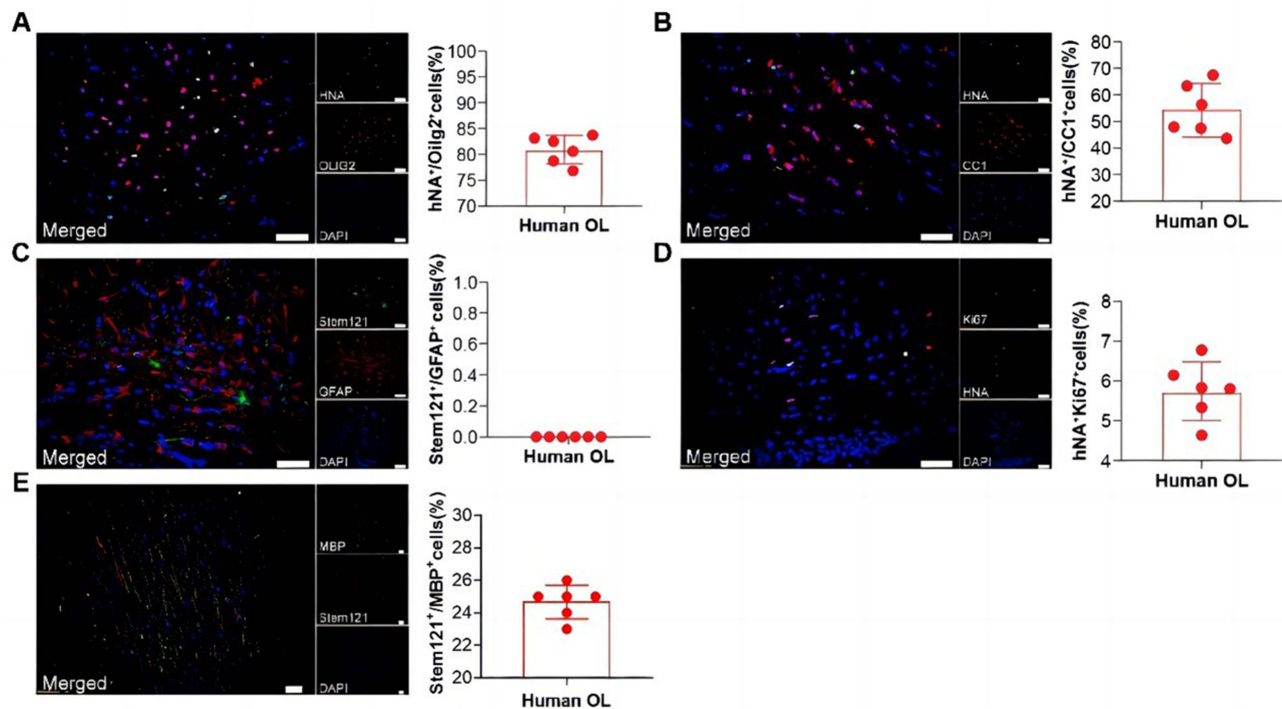 A
Merged
HNA
OLIG2
DAPI
hNA⁺/Oilg2⁺cells(%)
100
95
90
85
80
75
70
Human OL
B
Merged
HNA
CC1
DAPI
hNA⁺/CC1⁺cells(%)
80
70
60
50
40
30
20
Human OL
C
Merged
Stem121
GFAP
DAPI
Stem121⁺/GFAP⁺ cells(%)
1.0
0.8
0.6
0.4
0.2
0.0
Human OL
D
Merged
Ki67
HNA
DAPI
hNA⁺Ki67⁺cells(%)
8
7
6
5
4
Human OL
E
Merged
MBP
Stem121
DAPI
Stem121⁺/MBP⁺cells(%)
30
28
26
24
22
20
Human OL